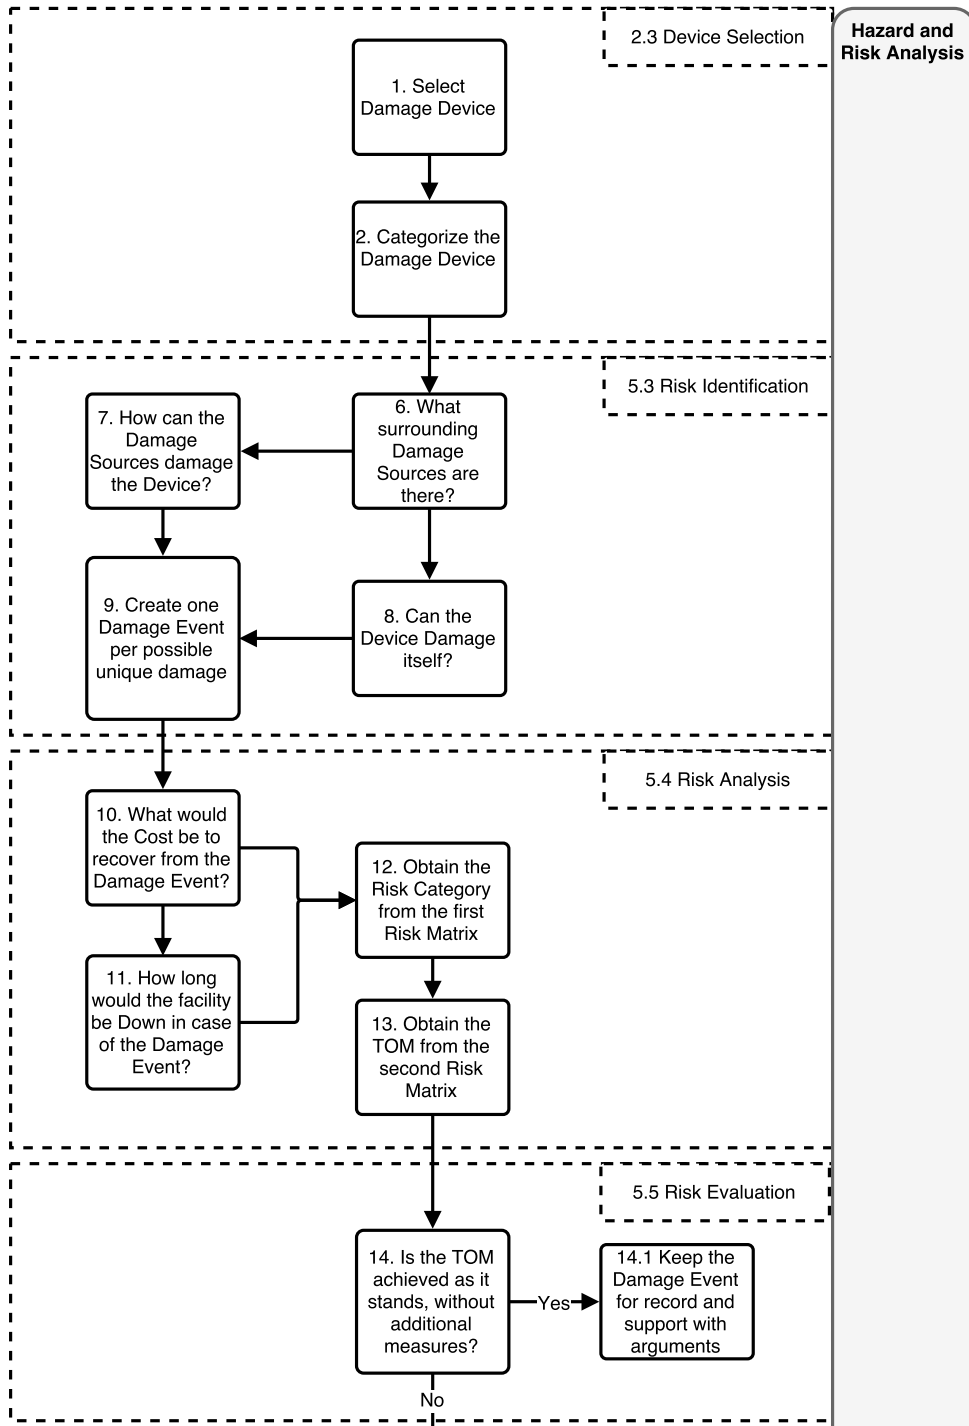 2.3 Device Selection
Hazard and
Risk Analysis
1. Select
Damage Device
2. Categorize the
Damage Device
5.3 Risk Identification
7. How can the
Damage
Sources damage
the Device?
6. What
surrounding
Damage
Sources are
there?
9. Create one
Damage Event
per possible
unique damage
8. Can the
Device Damage
itself?
5.4 Risk Analysis
10. What would
the Cost be to
recover from the
Damage Event?
11. How long
would the facility
be Down in case
of the Damage
Event?
12. Obtain the
Risk Category
from the first
Risk Matrix
13. Obtain the
TOM from the
second Risk
Matrix
5.5 Risk Evaluation
14. Is the TOM
achieved as it
stands, without
additional
measures?
Yes
14.1 Keep the
Damage Event
for record and
support with
arguments
No